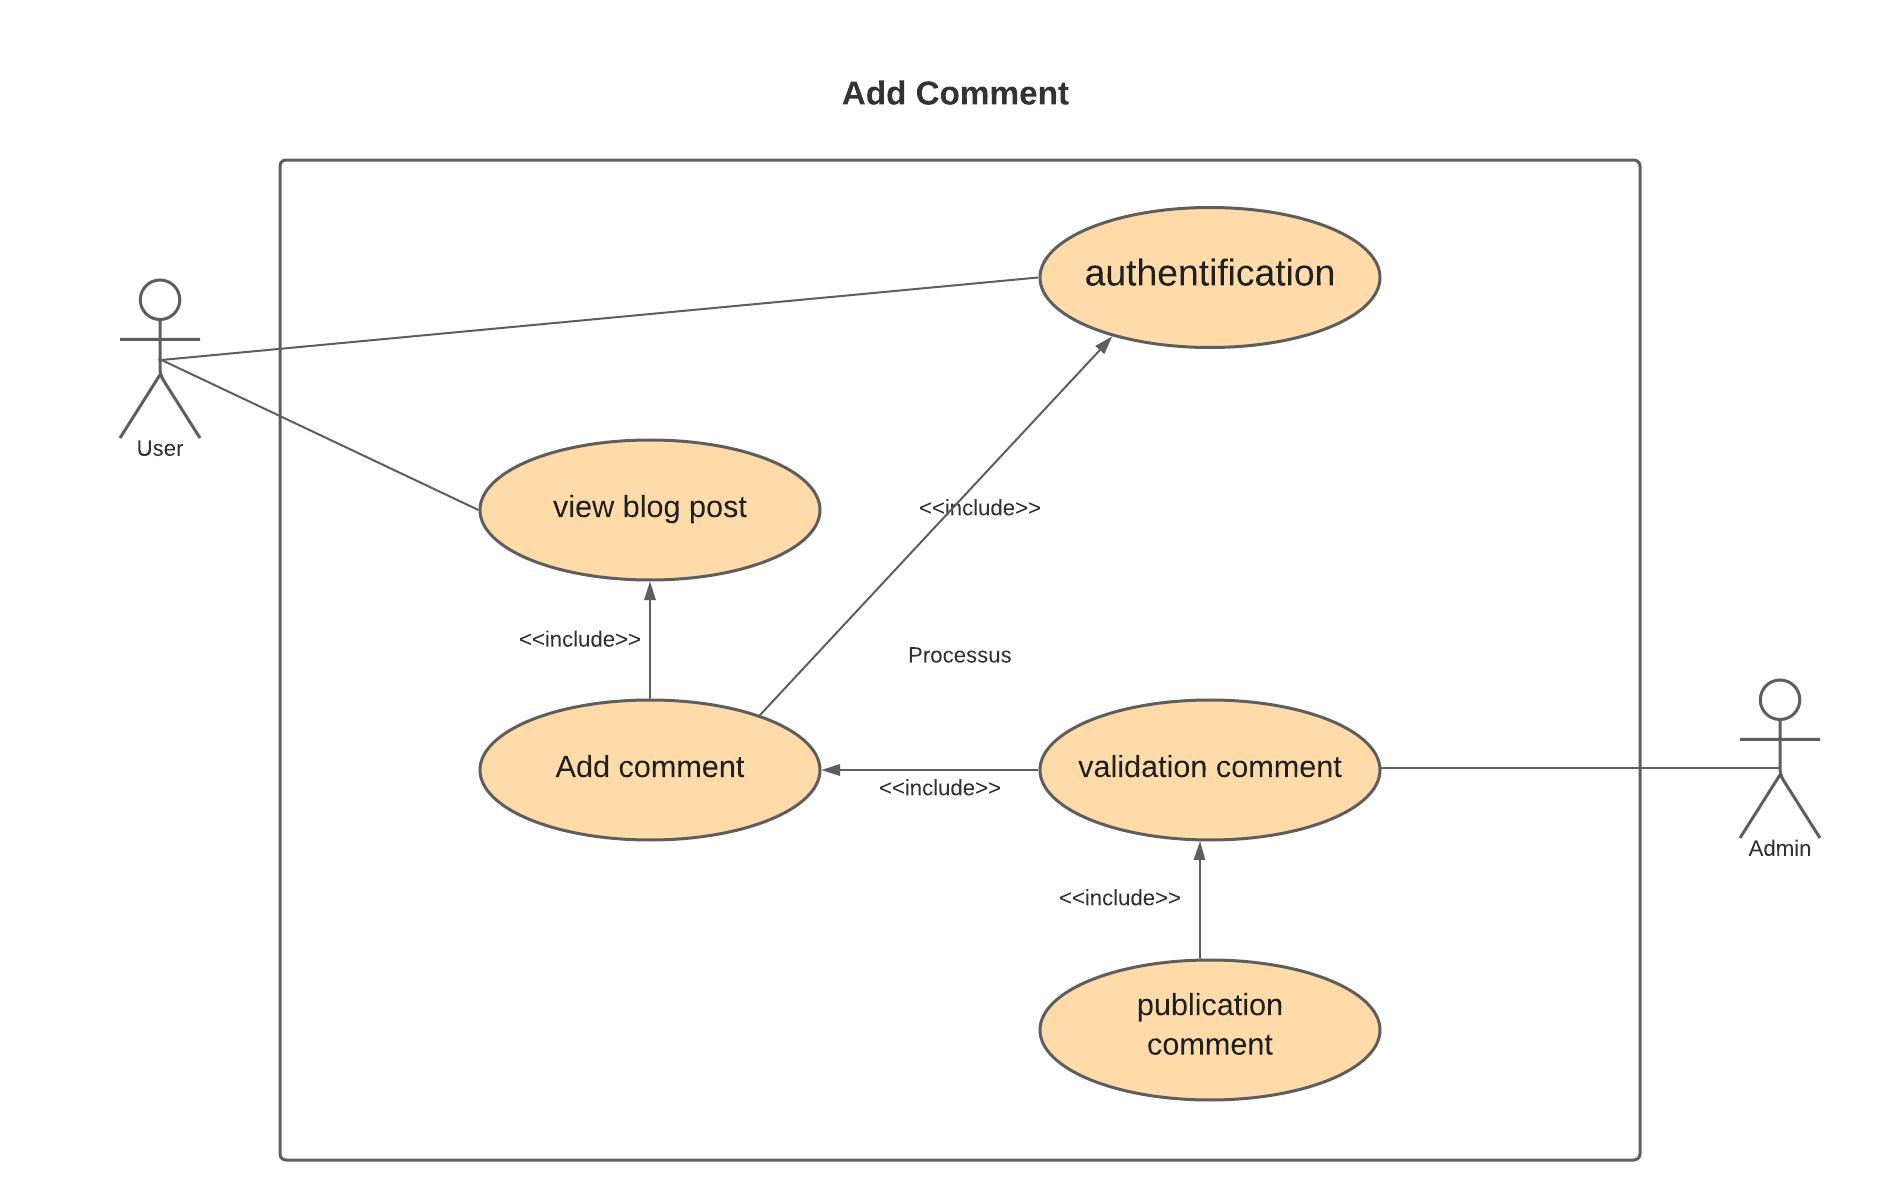 Add Comment
authentification
User
view blog post
<<include>>
<<include>>
Processus
Add comment
validation comment
<<include>>
Admin
<<include>>
publication
comment